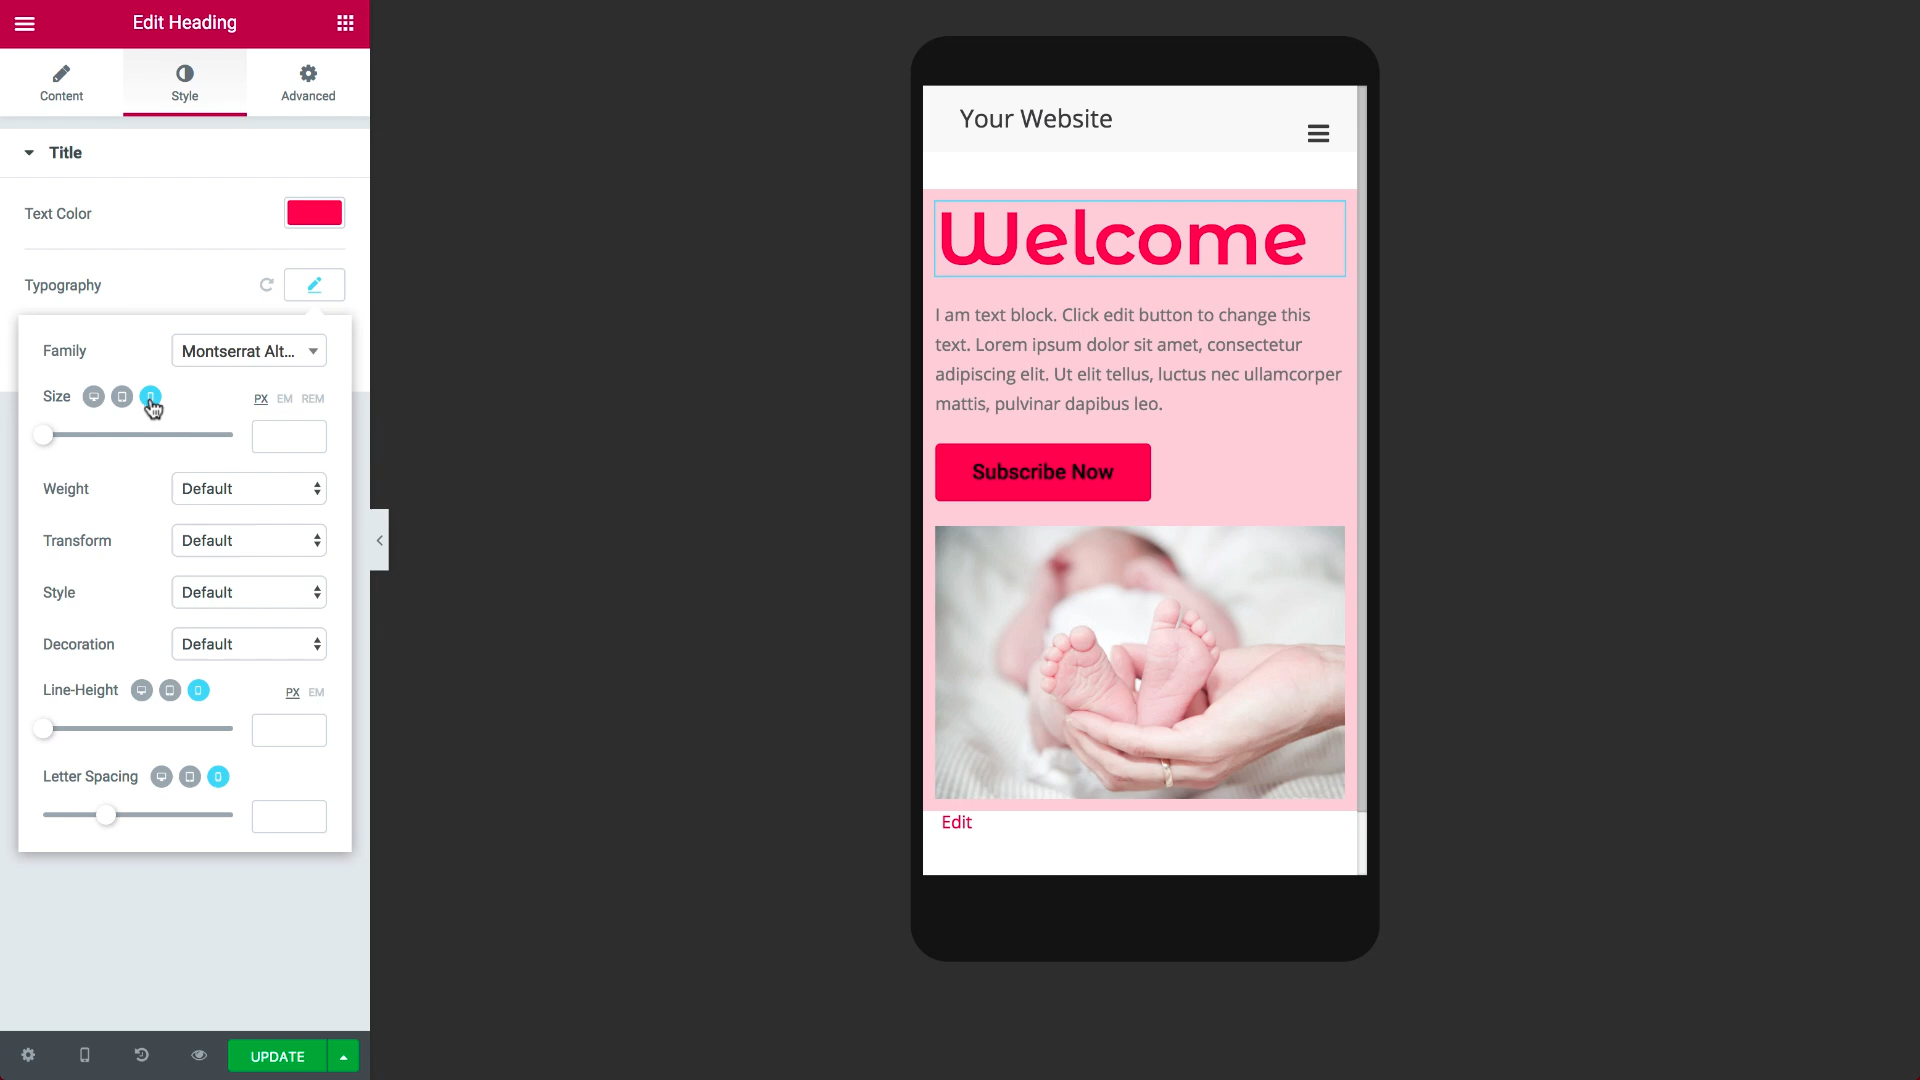 Edit Heading
Content
Style
Advanced
Title
Text Color
Typography
Family
Montserrat Alt...
Size
PX EM REM
Weight
Default
Transform
Default
Style
Default
Decoration
Default
Line-Height
PX EM
Letter Spacing
UPDATE
Your Website
Welcome
I am text block. Click edit button to change this
text. Lorem ipsum dolor sit amet, consectetur
adipiscing elit. Ut elit tellus, luctus nec ullamcorper
mattis, pulvinar dapibus leo.
Subscribe Now
Edit